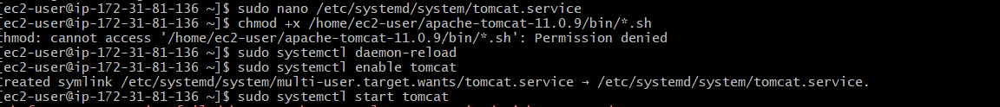 [ec2-user@ip-172-31-81-136 ~]$ sudo nano /etc/systemd/system/tomcat.service
[ec2-user@ip-172-31-81-136 ~]$ chmod +x /home/ec2-user/apache-tomcat-11.0.9/bin/*.sh
chmod: cannot access '/home/ec2-user/apache-tomcat-11.0.9/bin/*.sh': Permission denied
[ec2-user@ip-172-31-81-136 ~]$ sudo systemctl daemon-reload
[ec2-user@ip-172-31-81-136 ~]$ sudo systemctl enable tomcat
Created symlink /etc/systemd/system/multi-user.target.wants/tomcat.service → /etc/systemd/system/tomcat.service.
[ec2-user@ip-172-31-81-136 ~]$ sudo systemctl start tomcat